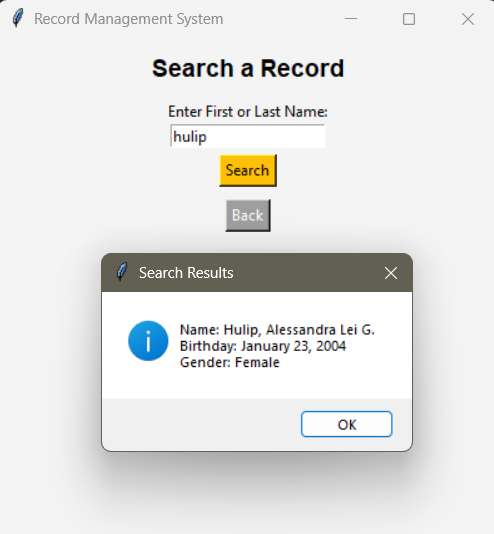 Record Management System
Search a Record
Enter First or Last Name:
hulip
Search
Back
Search Results
Name: Hulip, Alessandra Lei G.
Birthday: January 23, 2004
Gender: Female
OK